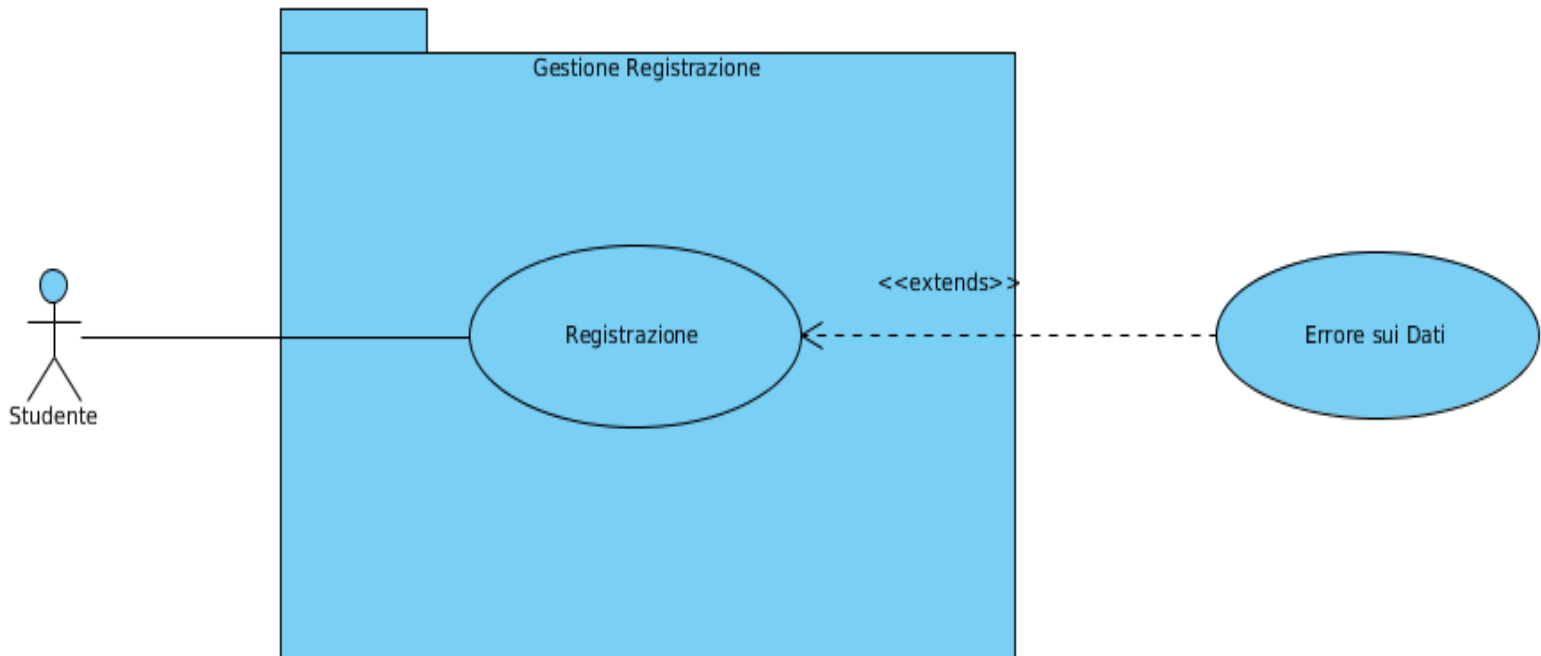 Gestione Registrazione
<<extends>>
Registrazione
Errore sui Dati
Studente